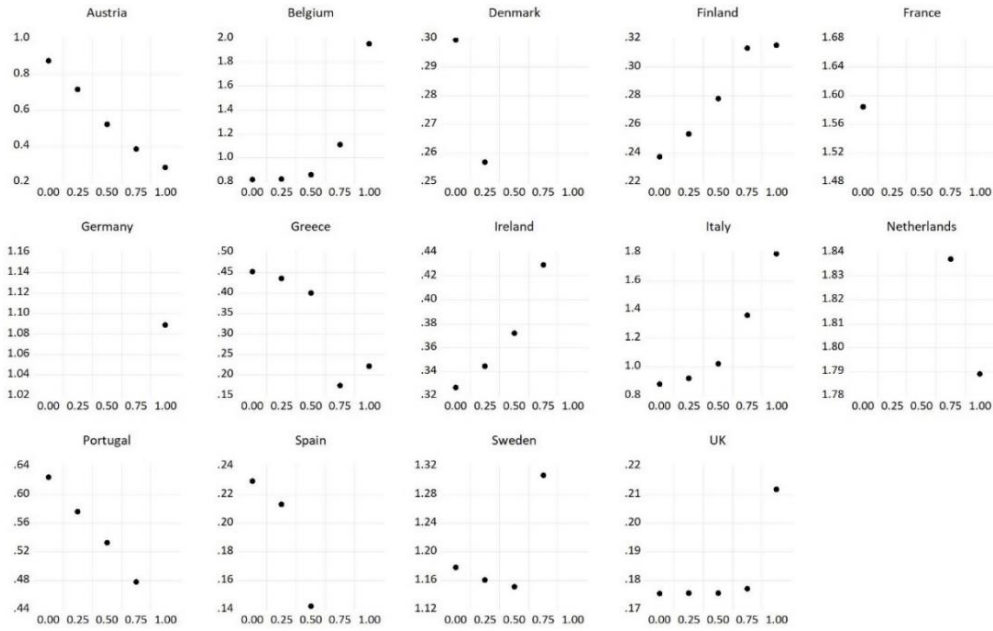 Austria Belgium Denmark Finland France
1.0 2.0 .30 .32 1.68
0.8 1.8 .29 .30 1.64
0.6 1.6 .28 .28 1.60
0.4 1.4 .27 .26 1.56
0.2 1.2 .26 .24 1.52
1.0 .25 .22 1.48
0.8
0.00 0.25 0.50 0.75 1.00 0.00 0.25 0.50 0.75 1.00 0.00 0.25 0.50 0.75 1.00 0.00 0.25 0.50 0.75 1.00 0.00 0.25 0.50 0.75 1.00
Germany Greece Ireland Italy Netherlands
1.16 .50 .44 1.8 1.84
1.14 .45 .42 1.6 1.83
1.12 .40 .40 1.4 1.82
1.10 .35 .38 1.2 1.81
1.08 .30 .36 1.0 1.80
1.06 .25 .34 0.8 1.79
1.04 .20 .32 1.78
1.02 .15
0.00 0.25 0.50 0.75 1.00 0.00 0.25 0.50 0.75 1.00 0.00 0.25 0.50 0.75 1.00 0.00 0.25 0.50 0.75 1.00 0.00 0.25 0.50 0.75 1.00
Portugal Spain Sweden UK
.64 .24 1.32 .22
.60 .22 1.28 .21
.56 .20 1.24 .20
.52 .18 1.20 .19
.48 .16 1.16 .18
.44 .14 1.12 .17
0.00 0.25 0.50 0.75 1.00 0.00 0.25 0.50 0.75 1.00 0.00 0.25 0.50 0.75 1.00 0.00 0.25 0.50 0.75 1.00